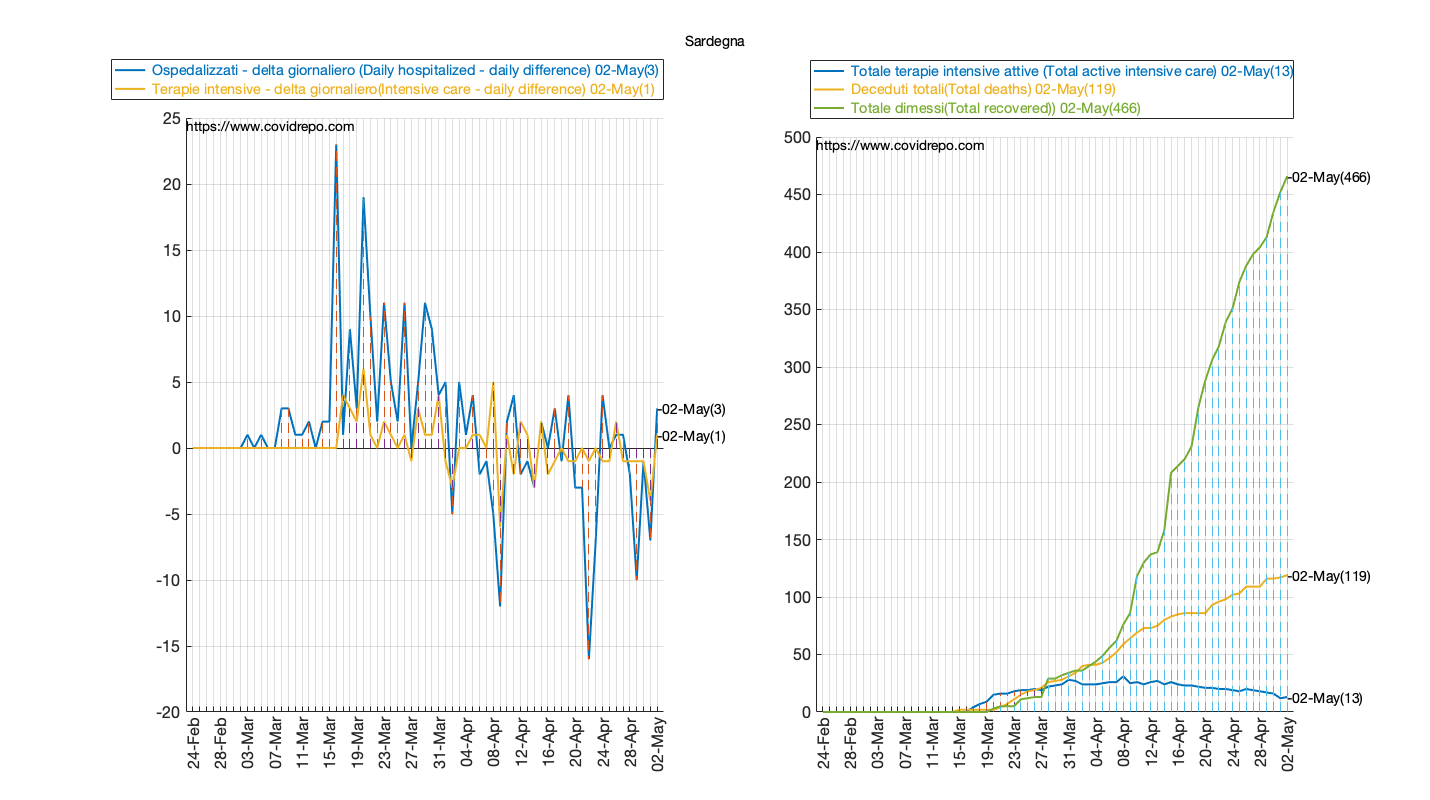 Sardegna
Ospedalizzati - delta giornaliero (Daily hospitalized - daily difference) 02-May(3)
Terapie intensive - delta giornaliero(Intensive care - daily difference) 02-May(1)
https://www.covidrepo.com
25
20
15
10
5
0
-5
-10
-15
-20
02-May(3)
02-May(1)
24-Feb
28-Feb
03-Mar
07-Mar
11-Mar
15-Mar
19-Mar
23-Mar
27-Mar
31-Mar
04-Apr
08-Apr
12-Apr
16-Apr
20-Apr
24-Apr
28-Apr
02-May
Totale terapie intensive attive (Total active intensive care) 02-May(13)
Deceduti totali(Total deaths) 02-May(119)
Totale dimessi(Total recovered)) 02-May(466)
https://www.covidrepo.com
500
450
400
350
300
250
200
150
100
50
0
02-May(466)
02-May(119)
02-May(13)
24-Feb
28-Feb
03-Mar
07-Mar
11-Mar
15-Mar
19-Mar
23-Mar
27-Mar
31-Mar
04-Apr
08-Apr
12-Apr
16-Apr
20-Apr
24-Apr
28-Apr
02-May